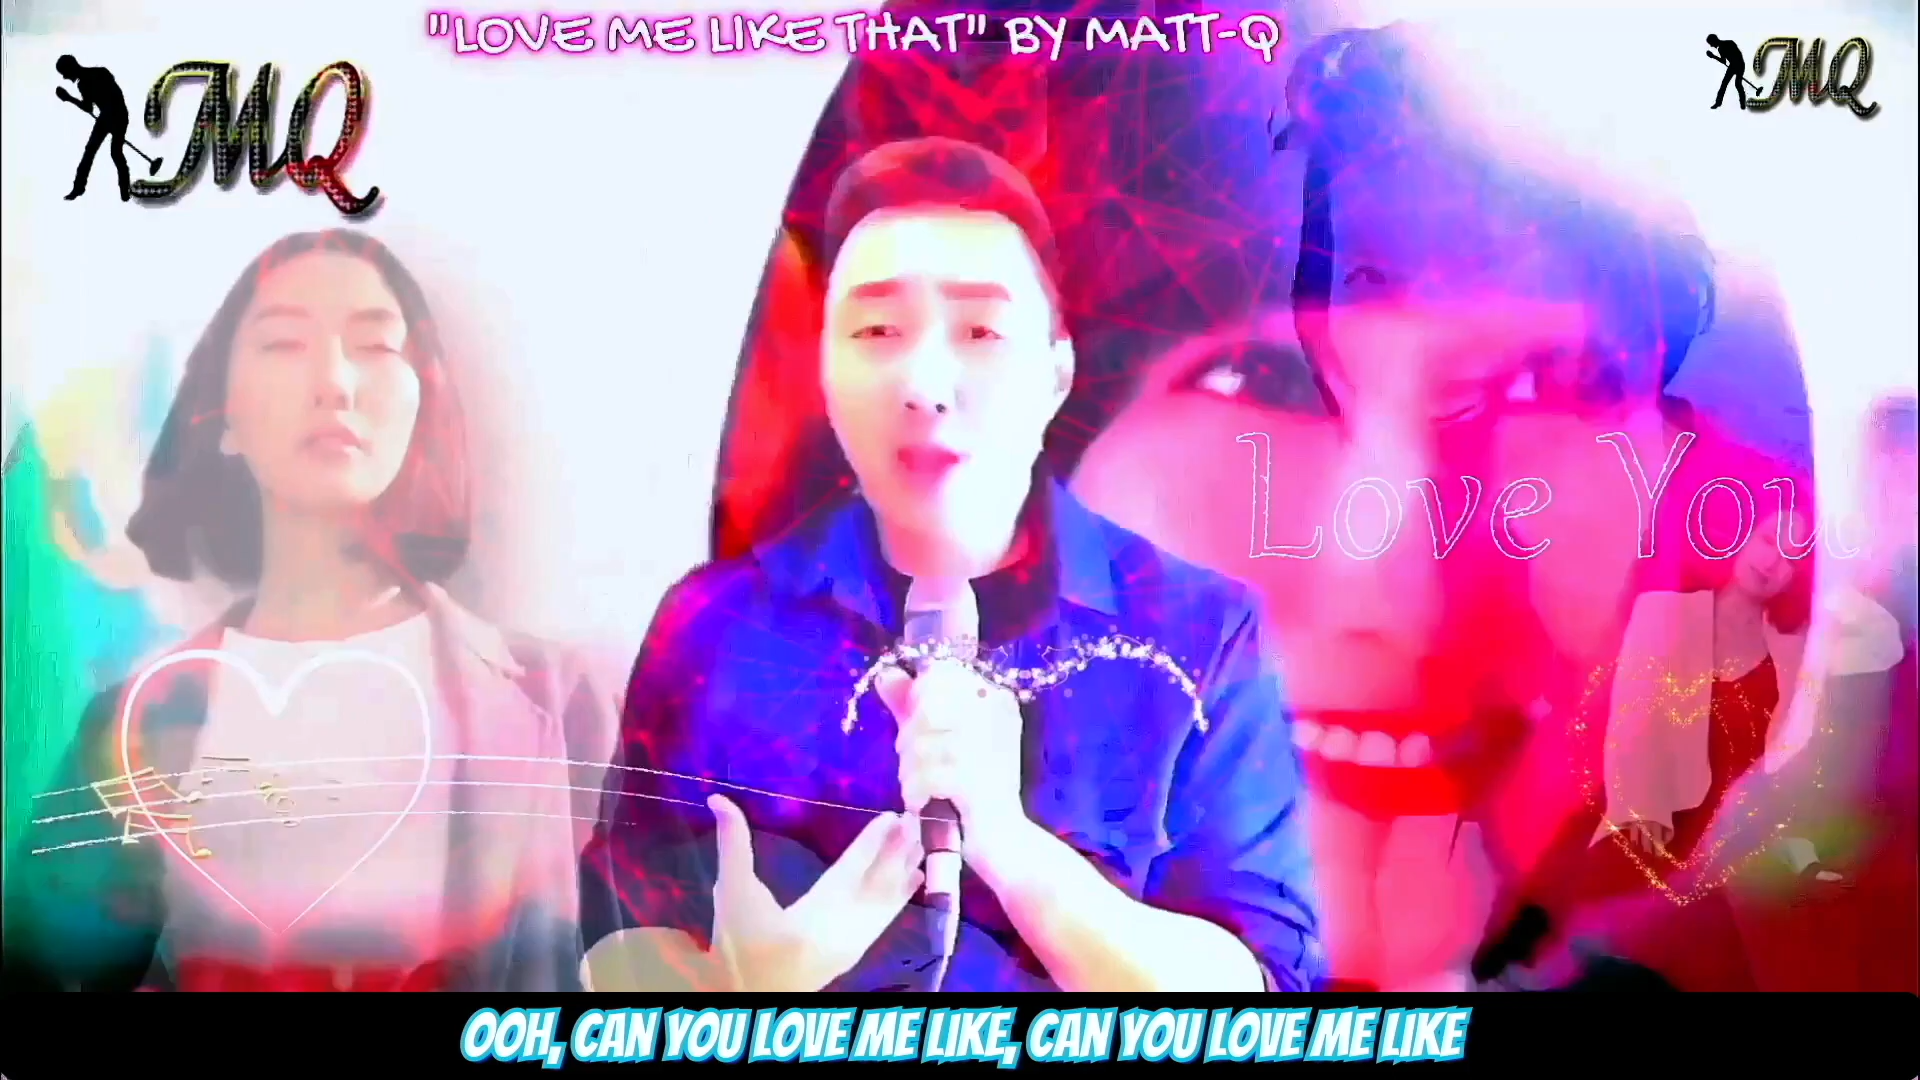 "LOVE ME LIKE THAT" BY MATT-Q
MQ
MQ
Love You
OOH, CAN YOU LOVE ME LIKE, CAN YOU LOVE ME LIKE